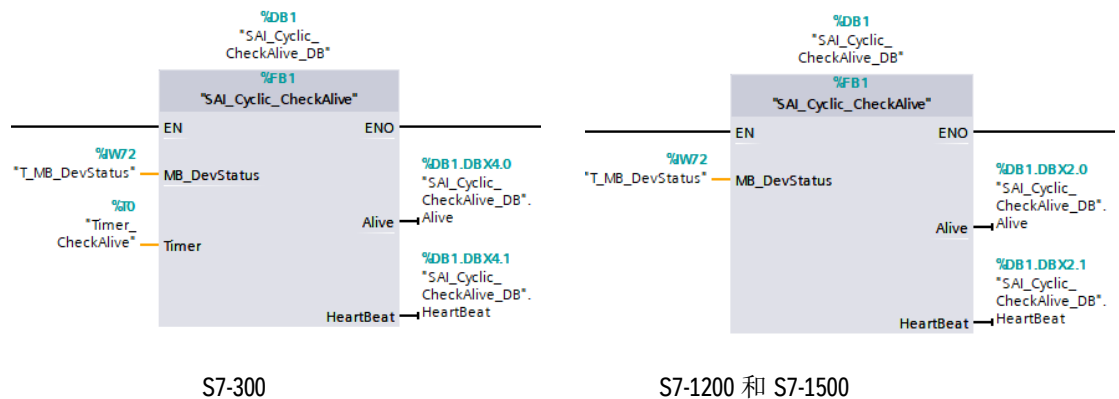 %DB1
"SAI_Cyclic_
CheckAlive_DB"
%FB1
"SAI_Cyclic_CheckAlive"
EN
ENO
%IW72
"T_MB_DevStatus"
MB_DevStatus
%T0
"Timer_
CheckAlive"
Timer
%DB1.DBX4.0
"SAI_Cyclic_
CheckAlive_DB".
Alive
Alive
%DB1.DBX4.1
"SAI_Cyclic_
CheckAlive_DB".
HeartBeat
HeartBeat
S7-300
%DB1
"SAI_Cyclic_
CheckAlive_DB"
%FB1
"SAI_Cyclic_CheckAlive"
EN
ENO
%IW72
"T_MB_DevStatus"
MB_DevStatus
%DB1.DBX2.0
"SAI_Cyclic_
CheckAlive_DB".
Alive
Alive
%DB1.DBX2.1
"SAI_Cyclic_
CheckAlive_DB".
HeartBeat
HeartBeat
S7-1200 和 S7-1500